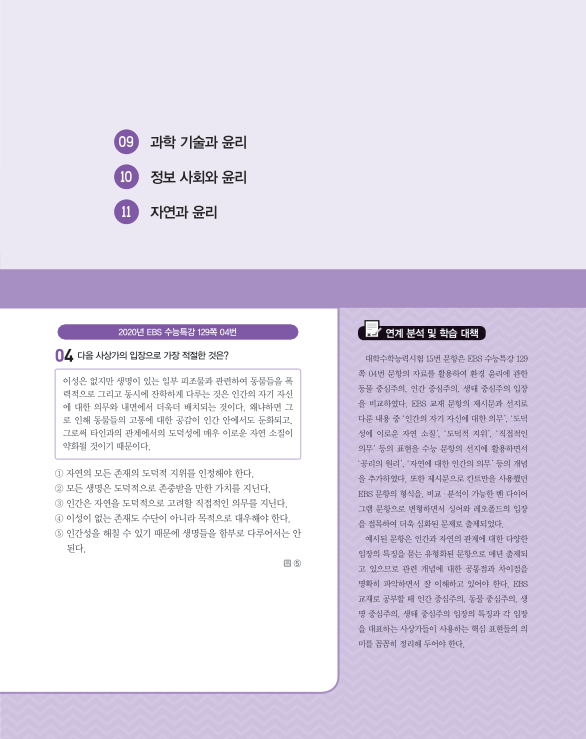 09 과학 기술과 윤리
10 정보 사회와 윤리
11 자연과 윤리
2020년 EBS 수능특강 129쪽 04번
04 다음 사상가의 입장으로 가장 적절한 것은?
이성은 없지만 생명이 있는 일부 피조물과 관련하여 동물들을 폭
력적으로 그리고 동시에 잔학하게 다루는 것은 인간의 자기 자신
에 대한 의무와 내면에서 더욱더 배치되는 것이다. 왜냐하면 그
로 인해 동물들의 고통에 대한 공감이 인간 안에서도 둔화되고,
그로써 타인과의 관계에서의 도덕성에 매우 이로운 자연 소질이
약화될 것이기 때문이다.
① 자연의 모든 존재의 도덕적 지위를 인정해야 한다.
② 모든 생명은 도덕적으로 존중받을 만한 가치를 지닌다.
③ 인간은 자연을 도덕적으로 고려할 직접적인 의무를 지닌다.
④ 이성이 없는 존재도 수단이 아니라 목적으로 대우해야 한다.
⑤ 인간성을 해칠 수 있기 때문에 생명들을 함부로 다루어서는 안
된다.
답 ⑤
연계 분석 및 학습 대책
대학수학능력시험 15번 문항은 EBS 수능특강 129
쪽 04번 문항의 자료를 활용하여 환경 윤리에 관한
동물 중심주의, 인간 중심주의, 생태 중심주의 입장
을 비교하였다. EBS 교재 문항의 제시문과 선지로
다룬 내용 중 ‘인간의 자기 자신에 대한 의무’, ‘도덕
성에 이로운 자연 소질’, ‘도덕적 지위’, ‘직접적인
의무’ 등의 표현을 수능 문항의 선지에 활용하면서
‘공리의 원리’, ‘자연에 대한 인간의 의무’ 등의 개념
을 추가하였다. 또한 제시문으로 칸트만을 사용했던
EBS 문항의 형식을, 비교·분석이 가능한 벤 다이어
그램 문항으로 변형하면서 싱어와 레오폴드의 입장
을 접목하여 더욱 심화된 문제로 출제되었다.
예시된 문항은 인간과 자연의 관계에 대한 다양한
입장의 특징을 묻는 유형화된 문항으로 매년 출제되
고 있으므로 관련 개념에 대한 공통점과 차이점을
명확히 파악하면서 잘 이해하고 있어야 한다. EBS
교재로 공부할 때 인간 중심주의, 동물 중심주의, 생
명 중심주의, 생태 중심주의 입장의 특징과 각 입장
을 대표하는 사상가들이 사용하는 핵심 표현들의 의
미를 꼼꼼히 정리해 두어야 한다.